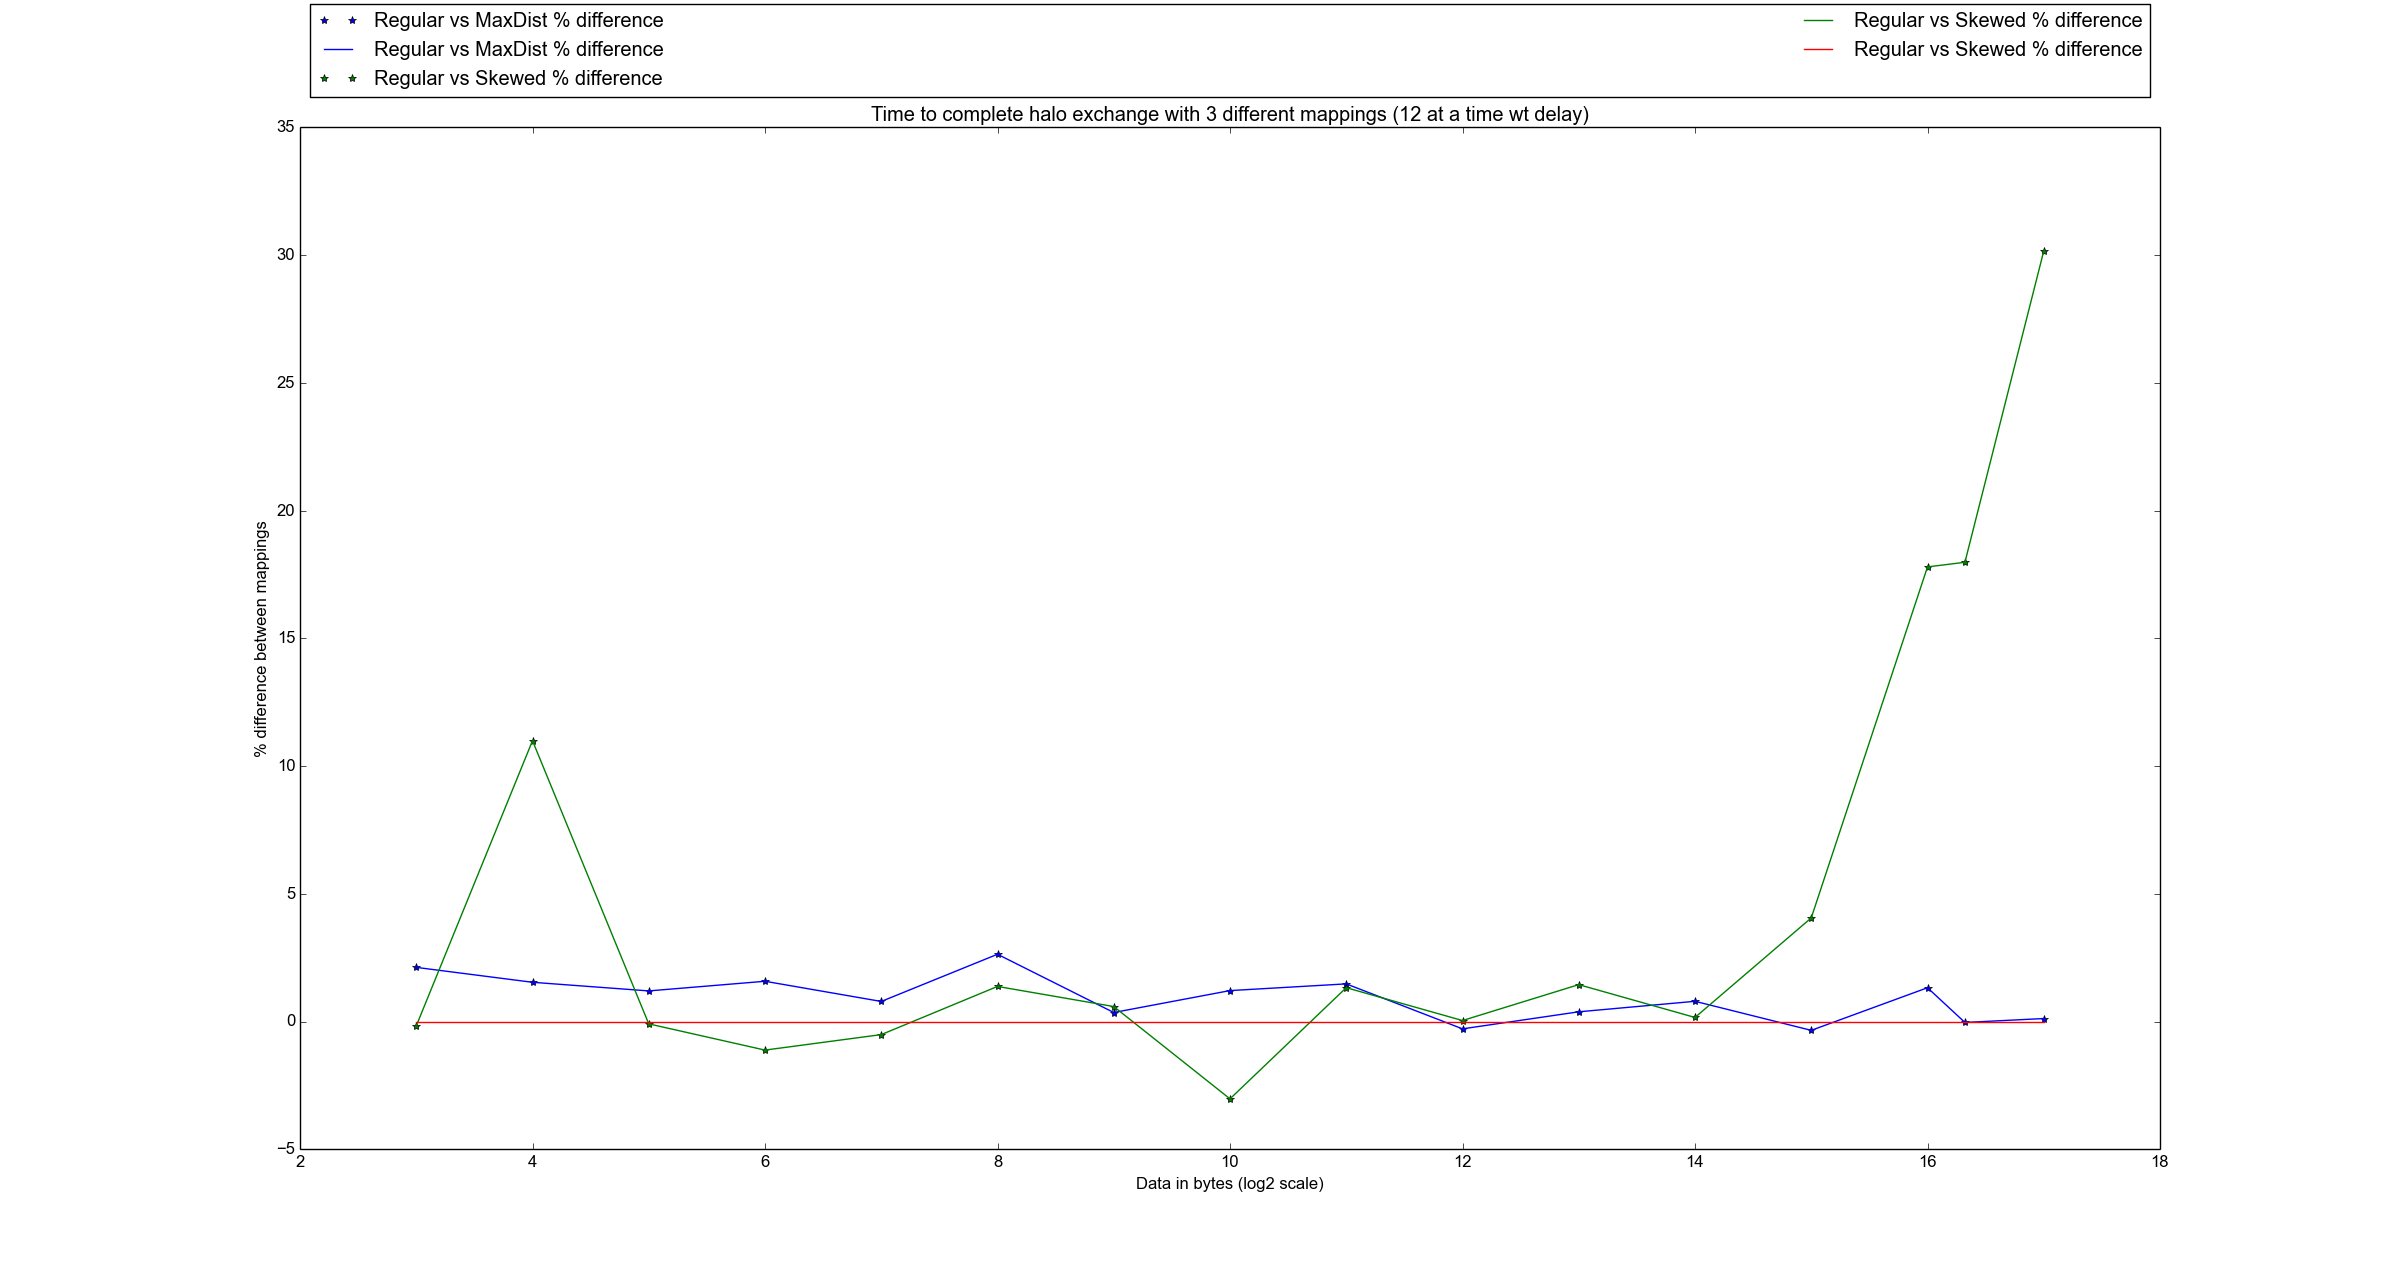 Regular vs MaxDist % difference
Regular vs MaxDist % difference
Regular vs Skewed % difference
Regular vs Skewed % difference
Regular vs Skewed % difference
Time to complete halo exchange with 3 different mappings (12 at a time wt delay)
35
30
25
20
15
10
5
0
−5
% difference between mappings
2 4 6 8 10 12 14 16 18
Data in bytes (log2 scale)